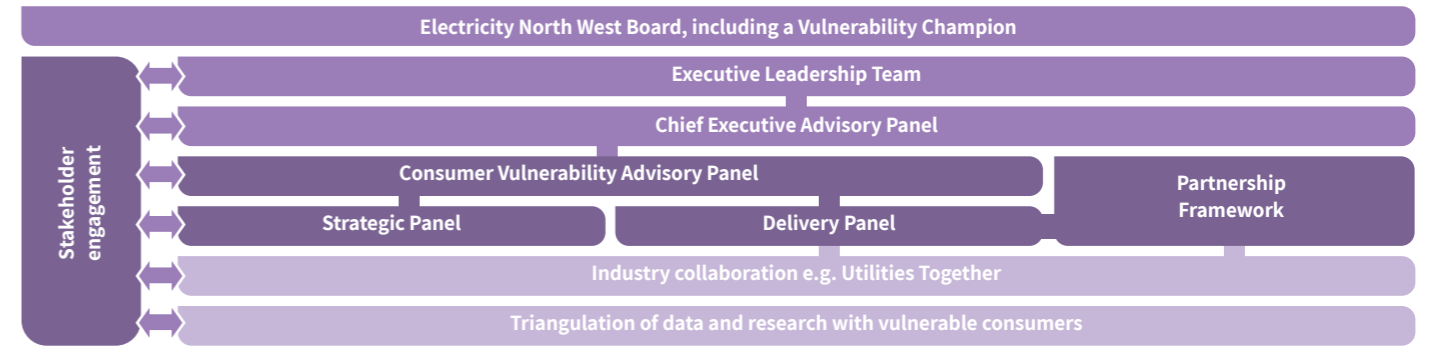 Electricity North West Board, including a Vulnerability Champion
Stakeholder
engagement
Executive Leadership Team
Chief Executive Advisory Panel
Consumer Vulnerability Advisory Panel
Partnership
Framework
Strategic Panel
Delivery Panel
Industry collaboration e.g. Utilities Together
Triangulation of data and research with vulnerable consumers